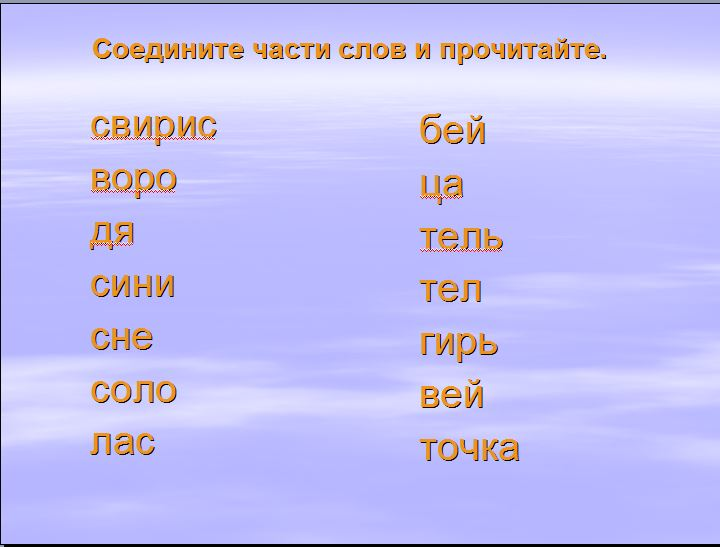 Соедините части слов и прочитайте.
свирис
воро
дя
сини
сне
соло
лас
бей
ца
тель
тел
гирь
вей
точка